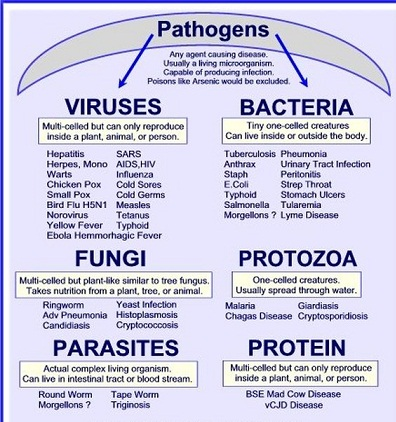 Pathogens
Any agent causing disease.
Usually a living microorganism.
Capable of producing infection.
Poisons like Arsenic would be excluded.
VIRUSES
Multi-celled but can only reproduce
inside a plant, animal, or person.
Hepatitis SARS
Herpes, Mono AIDS,HIV
Warts Influenza
Chicken Pox Cold Sores
Small Pox Cold Germs
Bird Flu H5N1 Measles
Norovirus Tetanus
Yellow Fever Typhoid
Ebola Hemmorhagic Fever
BACTERIA
Tiny one-celled creatures
Can live inside or outside the body.
Tuberculosis Pneumonia
Anthrax Urinary Tract Infection
Staph Peritonitis
E.Coli Strep Throat
Typhoid Stomach Ulcers
Salmonella Tularemia
Morgellons ? Lyme Disease
FUNGI
Multi-celled but plant-like similar to tree fungus.
Takes nutrition from a plant, tree, or animal.
Ringworm Yeast Infection
Adv Pneumonia Histoplasmosis
Candidiasis Cryptococcosis
PROTOZOA
One-celled creatures.
Usually spread through water.
Malaria Giardiasis
Chagas Disease Cryptosporidiosis
PARASITES
Actual complex living organism.
Can live in intestinal tract or blood stream.
Round Worm Tape Worm
Morgellons ? Triginosis
PROTEIN
Multi-celled but can only reproduce
inside a plant, animal, or person.
BSE Mad Cow Disease
vCJD Disease